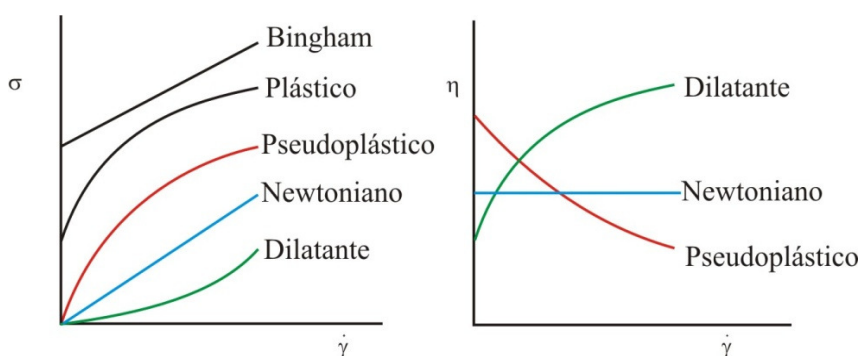 σ
Bingham
Plástico
Pseudoplástico
Newtoniano
Dilatante
γ̇
η
Dilatante
Newtoniano
Pseudoplástico
γ̇